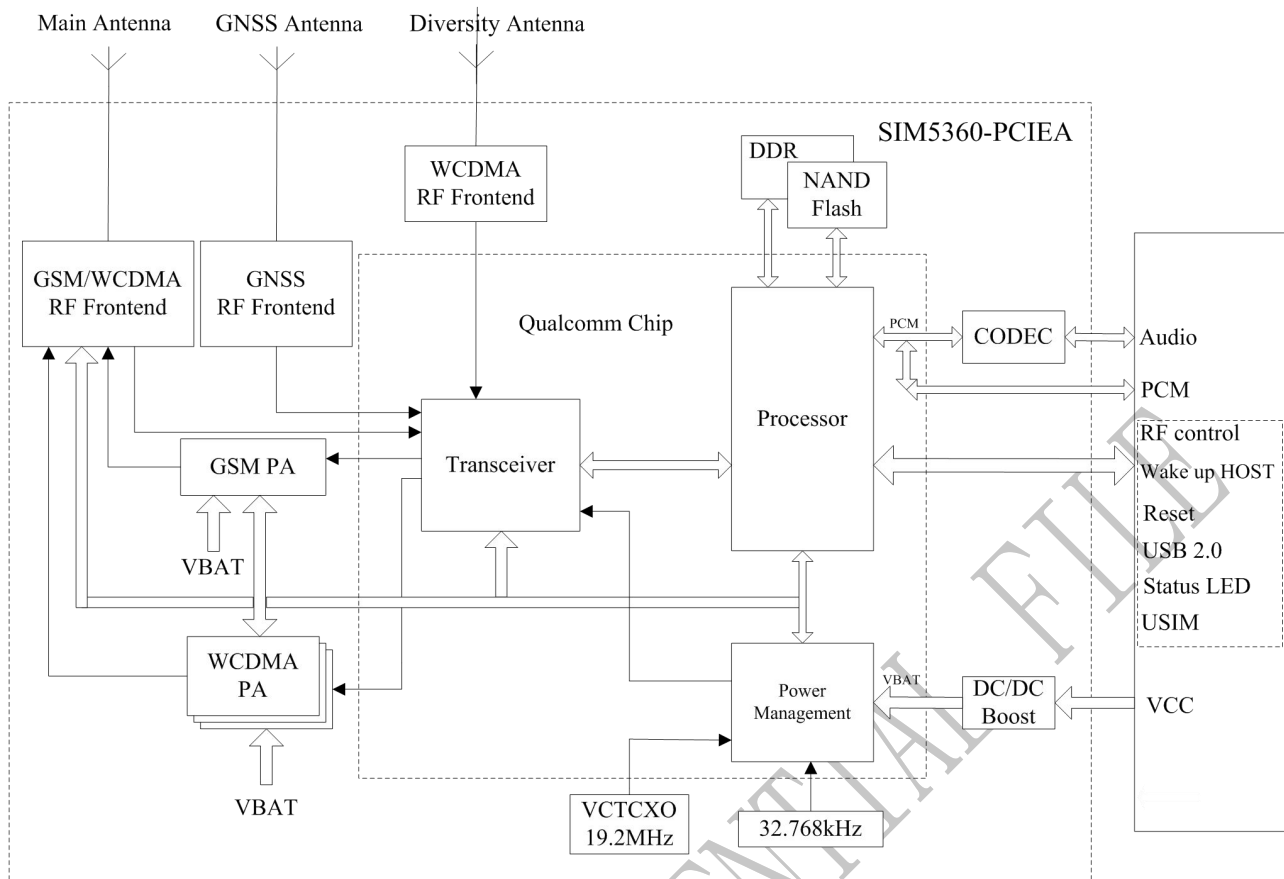 Main Antenna
GNSS Antenna
Diversity Antenna
SIM5360-PCIEA
WCDMA
RF Frontend
DDR
NAND
Flash
GSM/WCDMA
RF Frontend
GNSS
RF Frontend
Qualcomm Chip
PCM
CODEC
Audio
PCM
Processor
RF control
Wake up HOST
Reset
USB 2.0
Status LED
USIM
Transceiver
GSM PA
VBAT
WCDMA
PA
VBAT
Power
Management
VBAT
DC/DC
Boost
VCC
VCTCXO
19.2MHz
32.768kHz
ENTIAL FILE